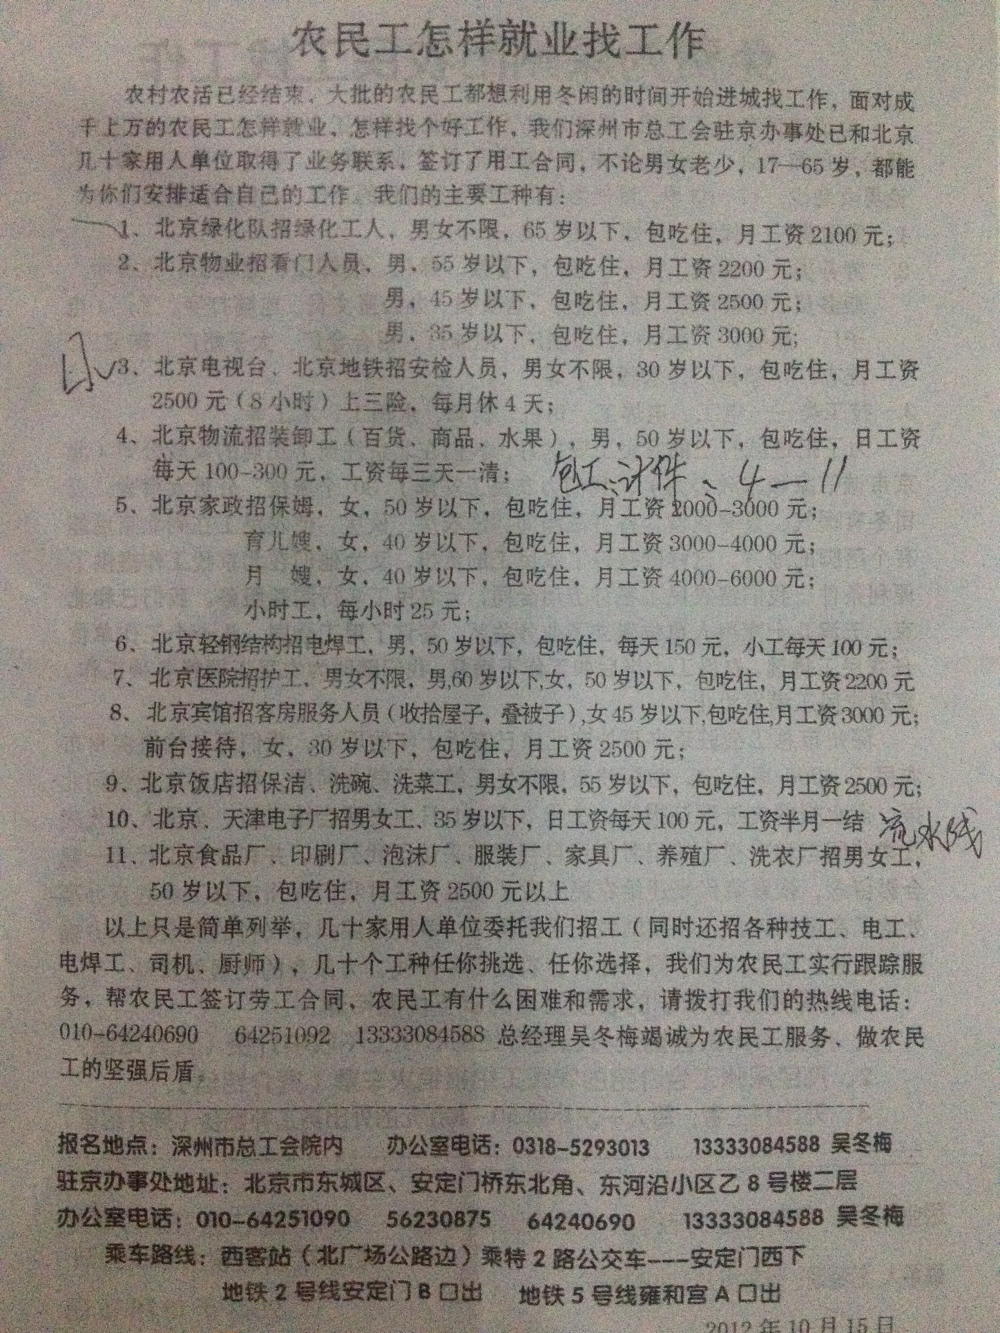 农民工怎样就业找工作
农村农活已经结束，大批的农民工都想利用冬闲的时间开始进城找工作，面对成
千上万的农民工怎样就业、怎样找个好工作，我们深州市总工会驻京办事处已和北京
几十家用人单位取得了业务联系，签订了用工合同，不论男女老少，17—65岁，都能
为你们安排适合自己的工作。我们的主要工种有：
1、北京绿化队招绿化工人，男女不限，65岁以下，包吃住，月工资2100元；
2、北京物业招看门人员，男，55岁以下，包吃住，月工资2200元；
男，45岁以下，包吃住，月工资2500元；
男，35岁以下，包吃住，月工资3000元；
3、北京电视台、北京地铁招安检人员，男女不限，30岁以下，包吃住，月工资
2500元（8小时）上三险，每月休4天；
4、北京物流招装卸工（百货、商品、水果），男，50岁以下，包吃住，日工资
每天100-300元，工资每三天一清； 包工计件：4—11
5、北京家政招保姆，女，50岁以下，包吃住，月工资2000-3000元；
育儿嫂，女，40岁以下，包吃住，月工资3000-4000元；
月 嫂，女，40岁以下，包吃住，月工资4000-6000元；
小时工，每小时25元；
6、北京轻钢结构招电焊工，男，50岁以下，包吃住，每天150元，小工每天100元；
7、北京医院招护工，男女不限，男,60岁以下,女，50岁以下，包吃住，月工资2200元
8、北京宾馆招客房服务人员（收拾屋子，叠被子）,女45岁以下,包吃住,月工资3000元；
前台接待，女，30岁以下，包吃住，月工资2500元；
9、北京饭店招保洁、洗碗、洗菜工，男女不限，55岁以下，包吃住，月工资2500元；
10、北京、天津电子厂招男女工、35岁以下，日工资每天100元，工资半月一结 流水线
11、北京食品厂、印刷厂、泡沫厂、服装厂、家具厂、养殖厂、洗衣厂招男女工，
50岁以下，包吃住，月工资2500元以上
以上只是简单列举，几十家用人单位委托我们招工（同时还招各种技工、电工、
电焊工、司机、厨师），几十个工种任你挑选、任你选择，我们为农民工实行跟踪服
务，帮农民工签订劳工合同、农民工有什么困难和需求，请拨打我们的热线电话：
010-64240690 64251092 13333084588 总经理吴冬梅竭诚为农民工服务、做农民
工的坚强后盾。
报名地点：深州市总工会院内 办公室电话：0318-5293013 13333084588 吴冬梅
驻京办事处地址：北京市东城区、安定门桥东北角、东河沿小区乙8号楼二层
办公室电话：010-64251090 56230875 64240690 13333084588 吴冬梅
乘车路线：西客站（北广场公路边）乘特2路公交车---安定门西下
地铁2号线安定门B口出 地铁5号线雍和宫A口出
2012年10月15日